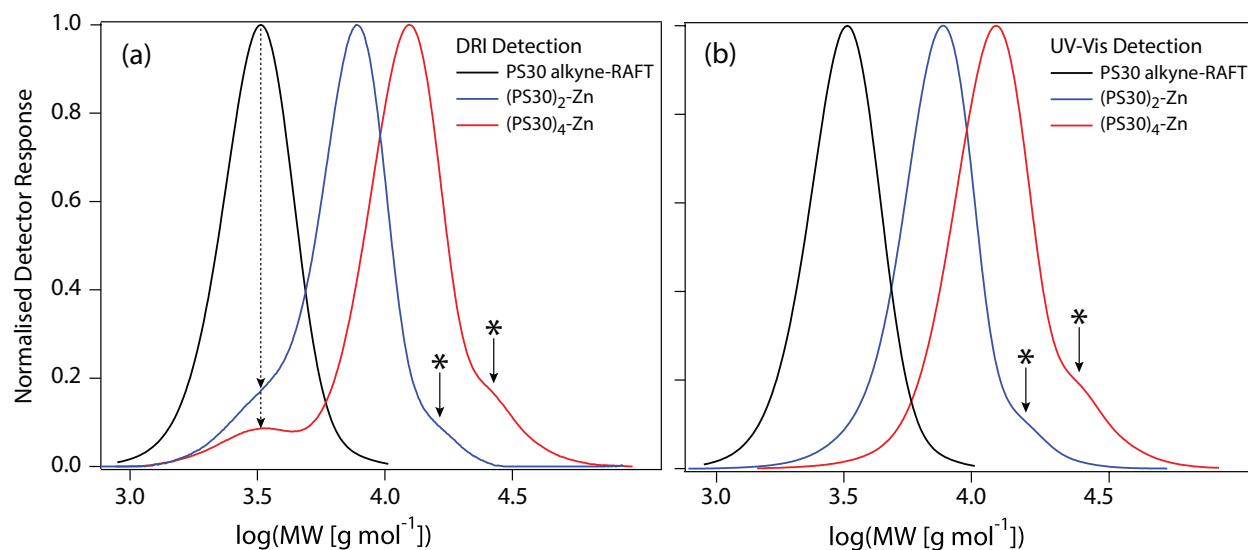 Normalised Detector Response
1.0
0.8
0.6
0.4
0.2
0.0
(a)
DRI Detection
PS30 alkyne-RAFT
(PS30)₂-Zn
(PS30)₄-Zn
*
*
3.0 3.5 4.0 4.5
log(MW [g mol⁻¹])
(b)
UV-Vis Detection
PS30 alkyne-RAFT
(PS30)₂-Zn
(PS30)₄-Zn
*
*
3.0 3.5 4.0 4.5
log(MW [g mol⁻¹])